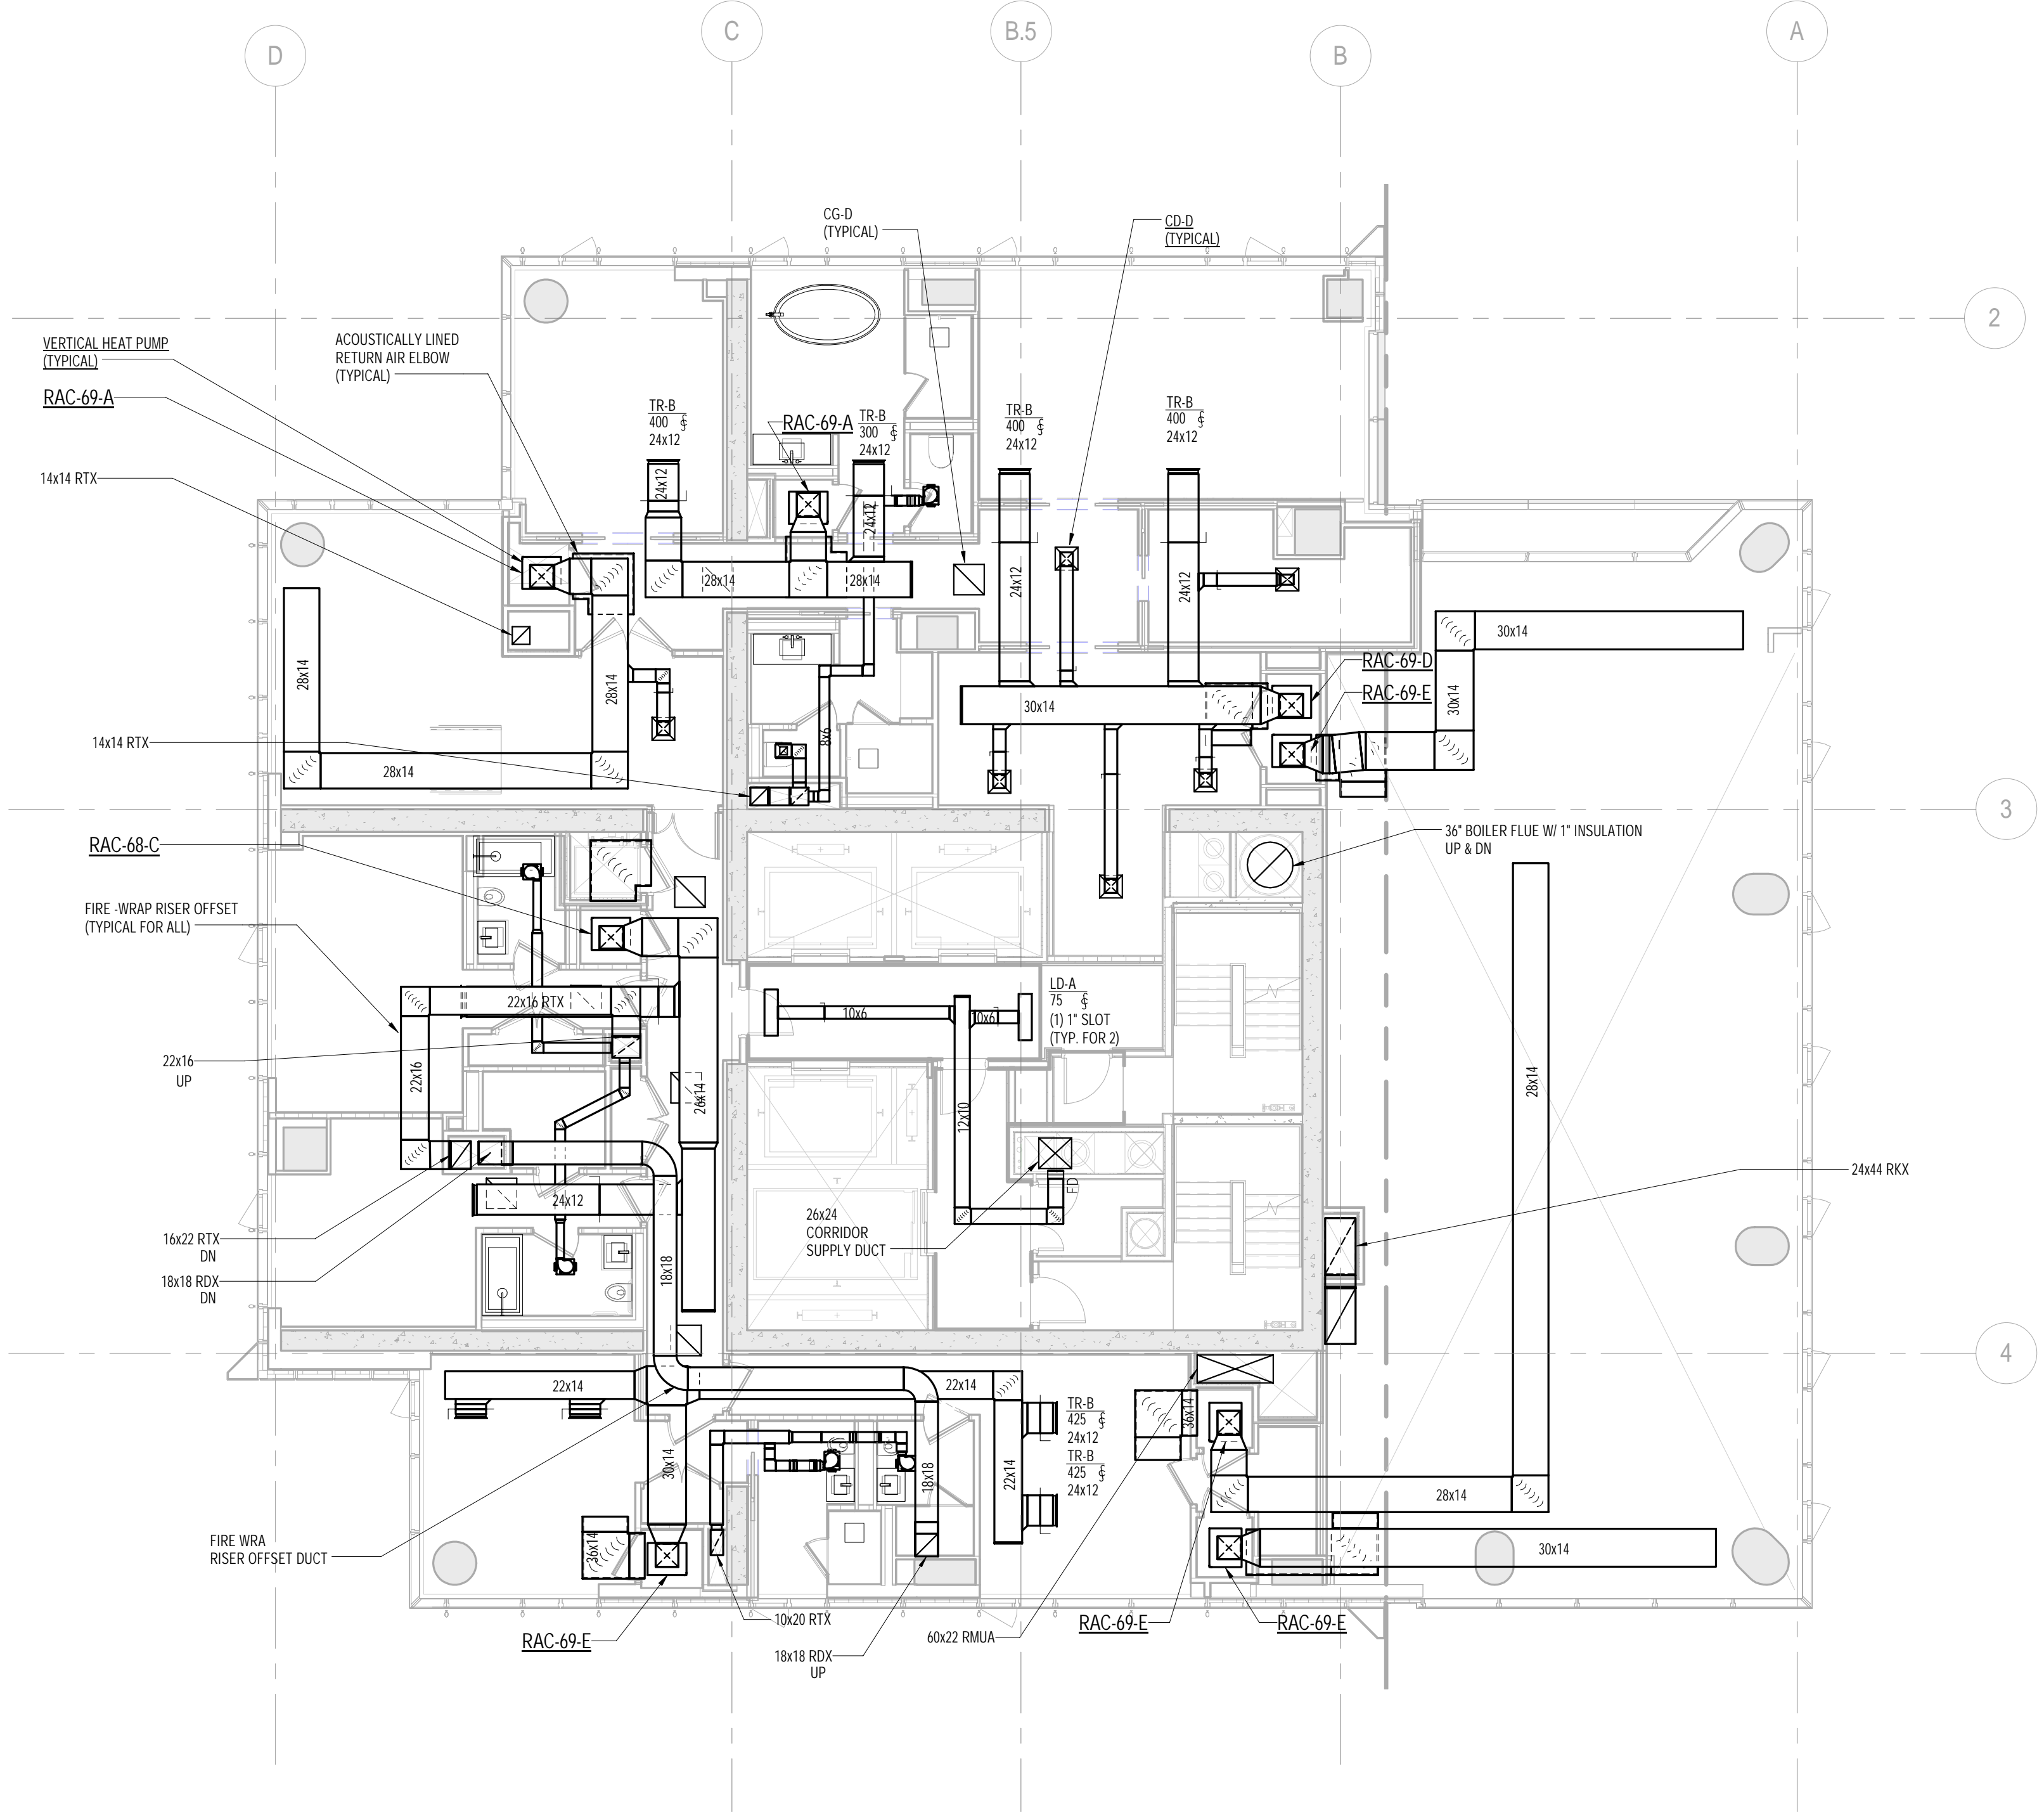 D
C
B.5
B
A
2
3
4
CG-D
(TYPICAL)
CD-D
(TYPICAL)
VERTICAL HEAT PUMP
(TYPICAL)
RAC-69-A
ACOUSTICALLY LINED
RETURN AIR ELBOW
(TYPICAL)
14x14 RTX
TR-B
400
24x12
RAC-69-A
TR-B
300
24x12
TR-B
400
24x12
TR-B
400
24x12
24x12
24x12
28x14
28x14
24x12
24x12
28x14
28x14
28x14
30x14
30x14
30x14
RAC-69-D
RAC-69-E
8x6
14x14 RTX
RAC-68-C
36" BOILER FLUE W/ 1" INSULATION
UP & DN
FIRE -WRAP RISER OFFSET
(TYPICAL FOR ALL)
22x16 RTX
10x6
LD-A
75
(1) 1" SLOT
(TYP. FOR 2)
22x16
UP
22x16
26x14
12x10
28x14
24x12
FD
26x24
CORRIDOR
SUPPLY DUCT
24x44 RKX
16x22 RTX
DN
18x18 RDX
DN
18x18
22x14
22x14
TR-B
425
24x12
TR-B
425
24x12
36x14
30x14
18x18
22x14
28x14
FIRE WRA
RISER OFFSET DUCT
36x14
30x14
10x20 RTX
RAC-69-E
18x18 RDX
UP
60x22 RMUA
RAC-69-E
RAC-69-E